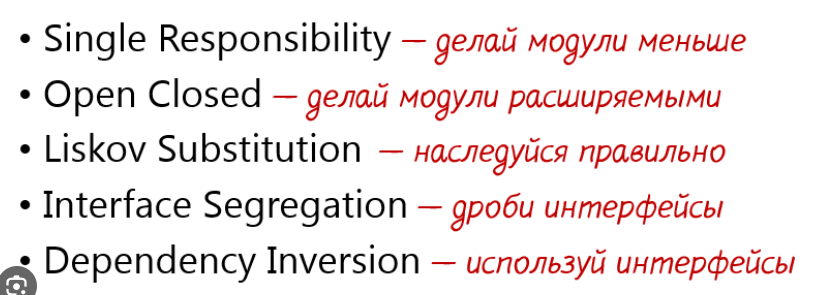 • Single Responsibility – делай модули меньше
• Open Closed – делай модули расширяемыми
• Liskov Substitution – наследуйся правильно
• Interface Segregation – дроби интерфейсы
• Dependency Inversion – используй интерфейсы